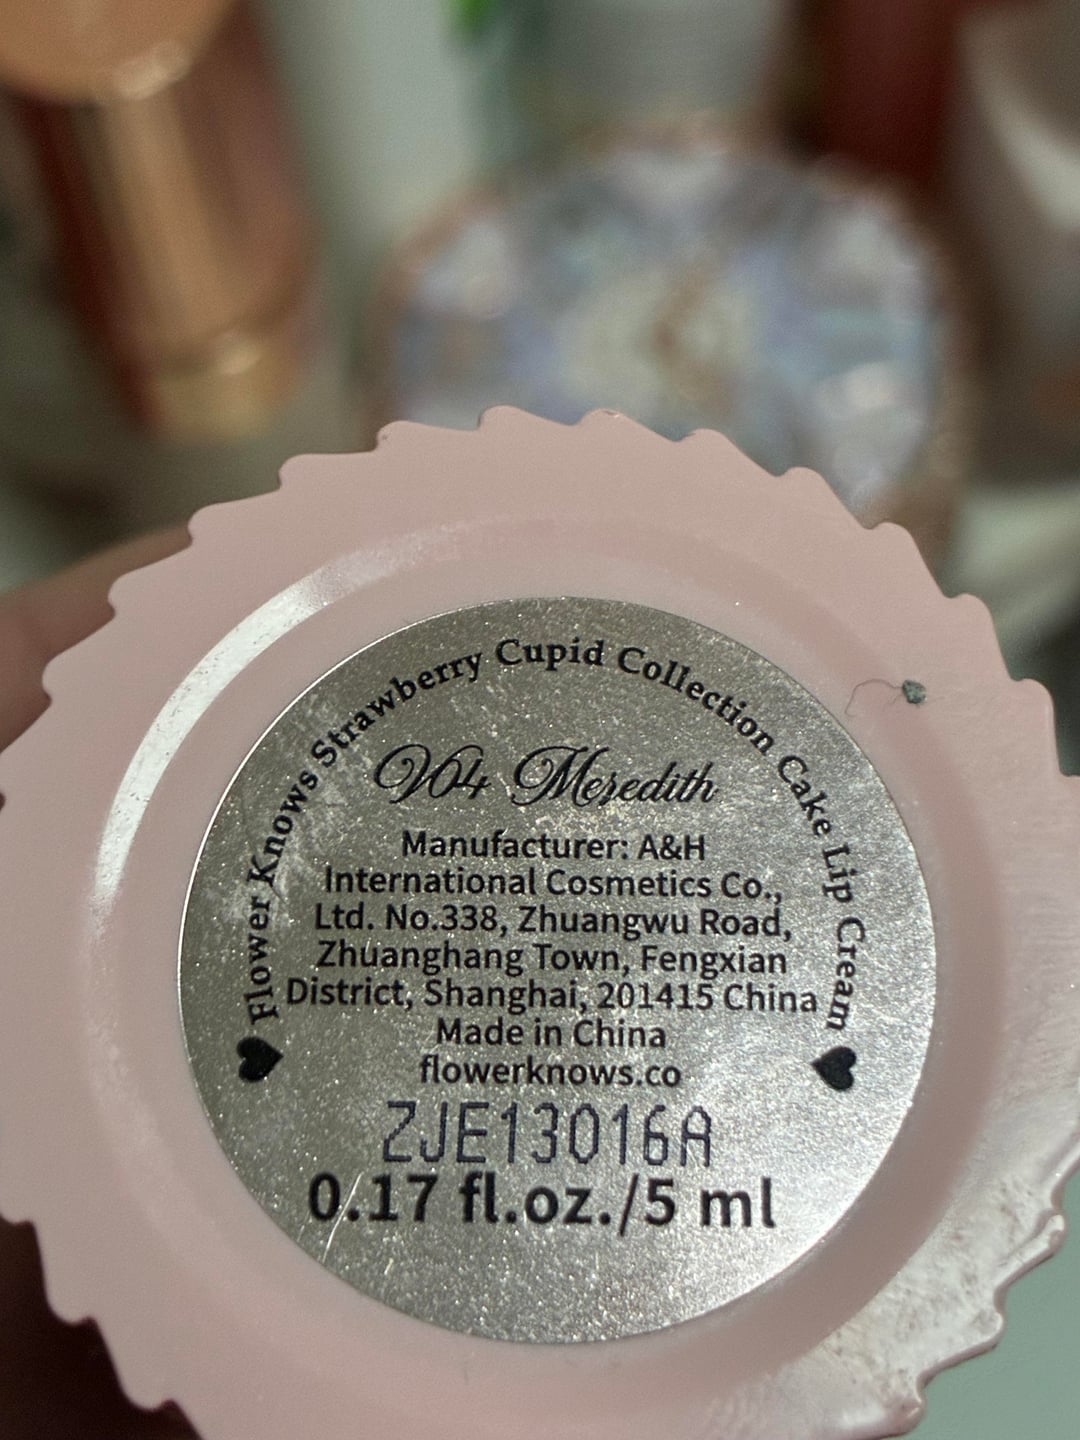 Flower Knows Strawberry Cupid Collection Cake Lip Cream
V04 Meredith
Manufacturer: A&H
International Cosmetics Co.,
Ltd. No.338, Zhuangwu Road,
Zhuanghang Town, Fengxian
District, Shanghai, 201415 China
Made in China
flowerknows.co
ZJE13016A
0.17 fl.oz./5 ml